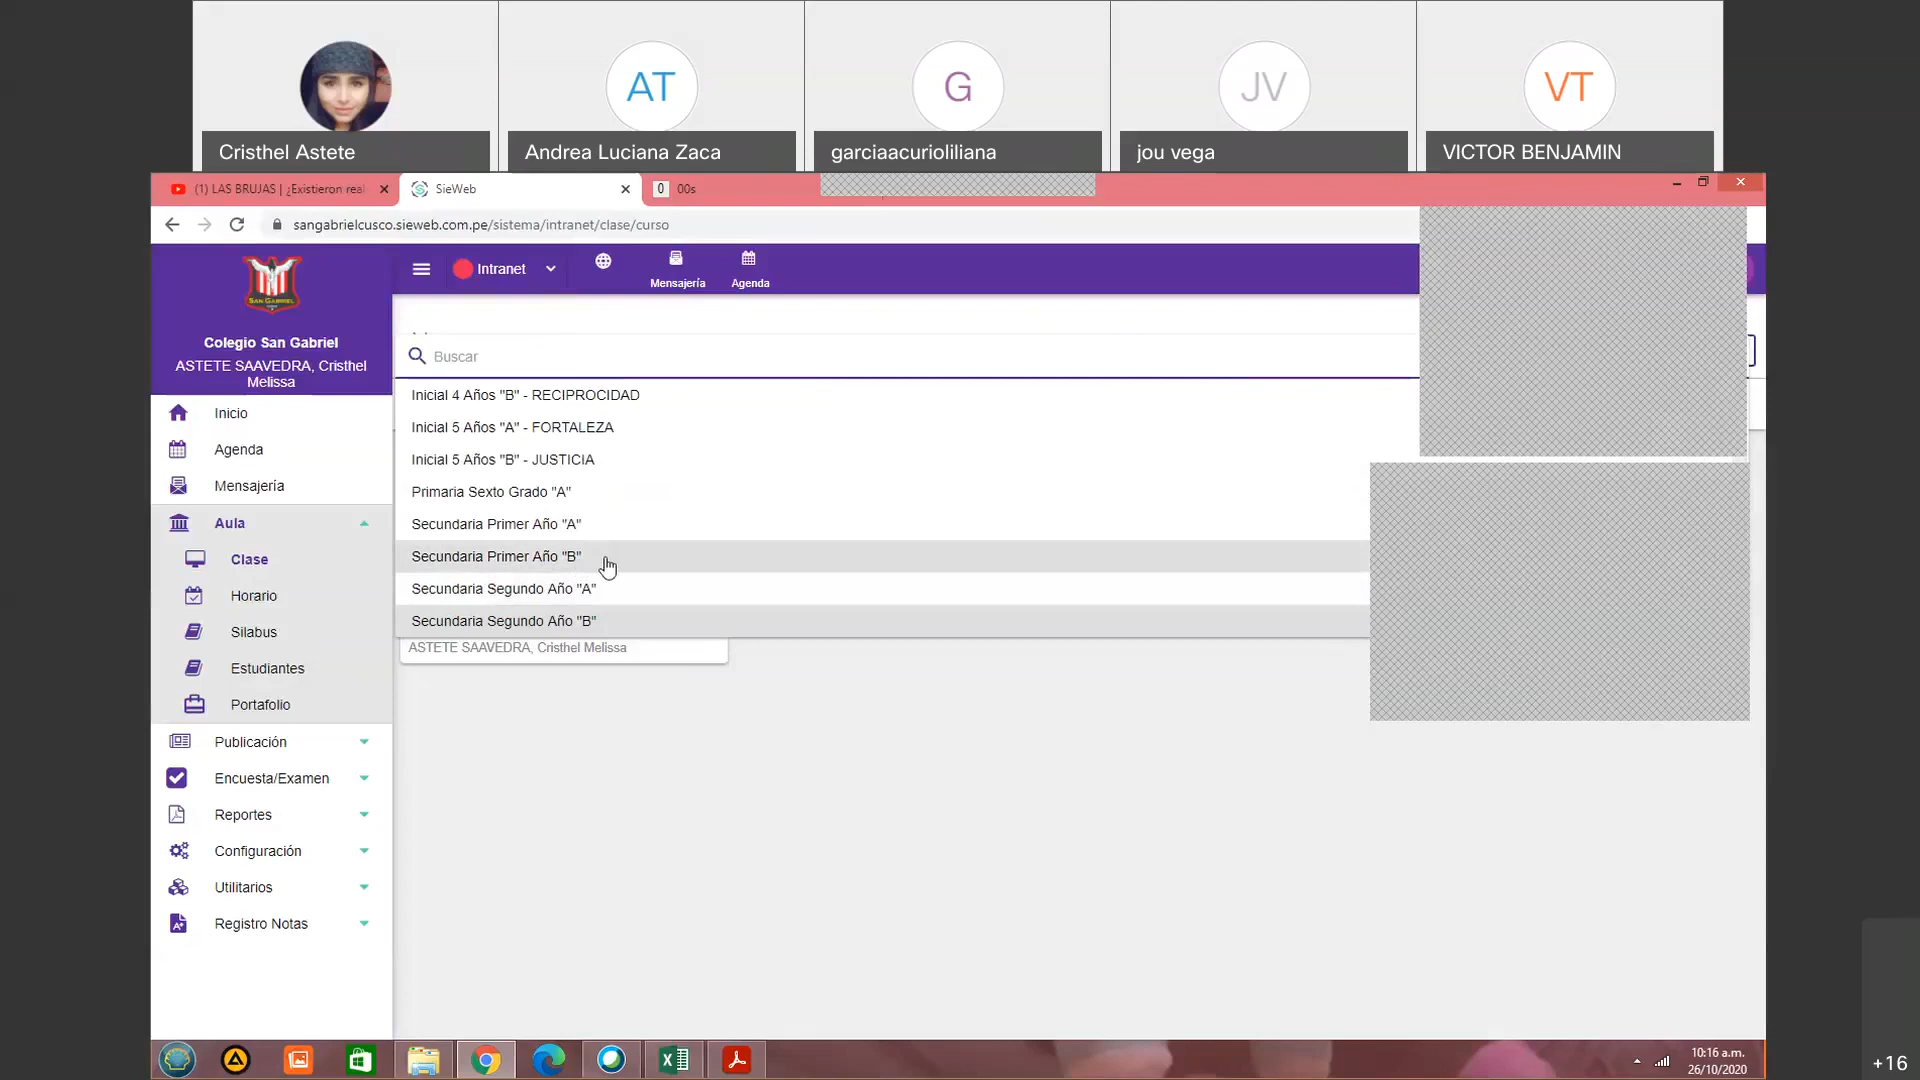 AT
G
JV
VT
Cristhel Astete
Andrea Luciana Zaca
garciaacurioliliana
jou vega
VICTOR BENJAMIN
(1) LAS BRUJAS | ¿Existieron real
SieWeb
0 00s
sangabrielcusco.sieweb.com.pe/sistema/intranet/clase/curso
SAN GABRIEL
Intranet
Mensajería
Agenda
Colegio San Gabriel
ASTETE SAAVEDRA, Cristhel
Melissa
Buscar
Inicial 4 Años "B" - RECIPROCIDAD
Inicial 5 Años "A" - FORTALEZA
Inicial 5 Años "B" - JUSTICIA
Primaria Sexto Grado "A"
Secundaria Primer Año "A"
Secundaria Primer Año "B"
Secundaria Segundo Año "A"
Secundaria Segundo Año "B"
ASTETE SAAVEDRA, Cristhel Melissa
Inicio
Agenda
Mensajería
Aula
Clase
Horario
Silabus
Estudiantes
Portafolio
Publicación
Encuesta/Examen
Reportes
Configuración
Utilitarios
Registro Notas
10:16 a.m.
26/10/2020
+16